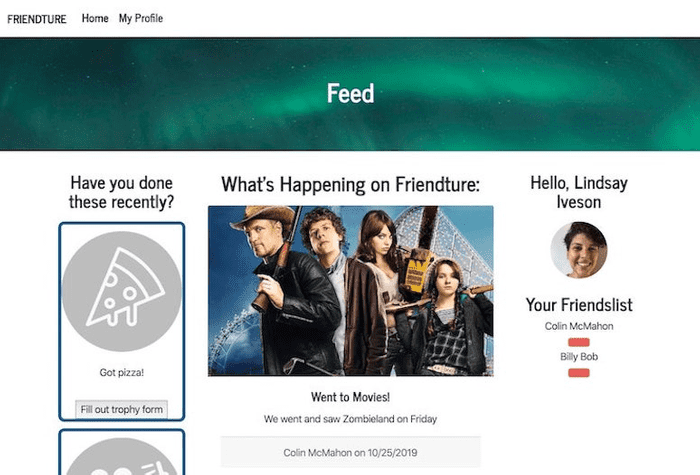 FRIENDTURE Home My Profile
Feed
Have you done
these recently?
Got pizza!
Fill out trophy form
What's Happening on Friendture:
Went to Movies!
We went and saw Zombieland on Friday
Colin McMahon on 10/25/2019
Hello, Lindsay
Iveson
Your Friendslist
Colin McMahon
Billy Bob